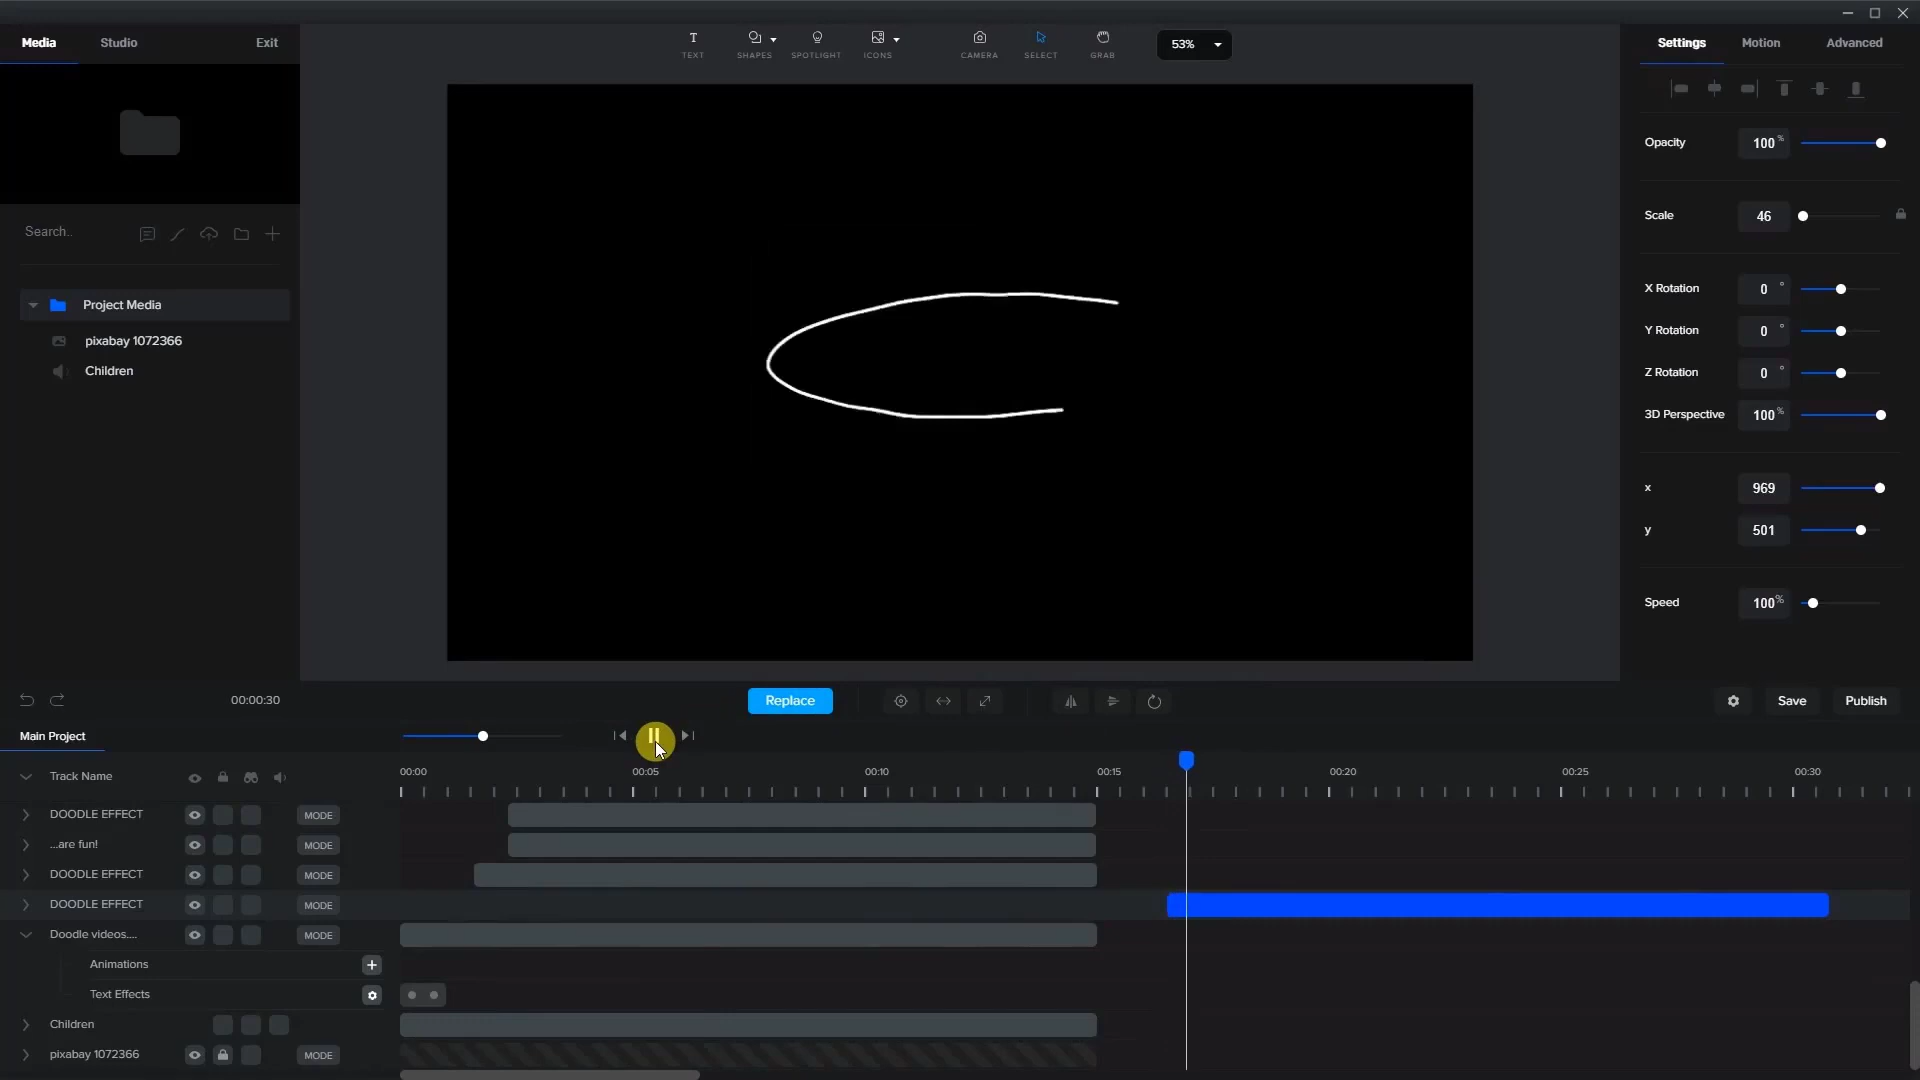 Media
Studio
Exit
TEXT
SHAPES
SPOTLIGHT
ICONS
CAMERA
SELECT
GRAB
53%
Settings
Motion
Advanced
Opacity
100 %
Scale
46
X Rotation
0 °
Y Rotation
0 °
Z Rotation
0 °
3D Perspective
100 %
x
969
y
501
Speed
100 %
Search..
Project Media
pixabay 1072366
Children
00:00:30
Replace
Save
Publish
Main Project
Track Name
00:00
00:05
00:10
00:15
00:20
00:25
00:30
DOODLE EFFECT
MODE
...are fun!
MODE
DOODLE EFFECT
MODE
DOODLE EFFECT
MODE
Doodle videos....
MODE
Animations
Text Effects
Children
pixabay 1072366
MODE